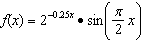 f(x) = 2^{-0.25x} • sin(π/2 x)